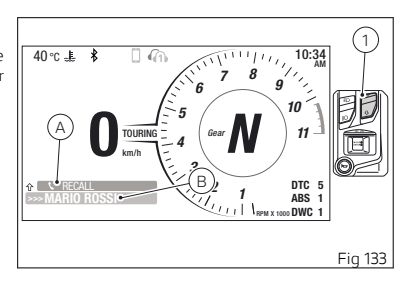 e
r
1
40 °C
10:34
AM
A
0
TOURING
km/h
Gear
N
1
2
3
4
5
6
7
8
9
10
11
RPM X 1000
RECALL
>>> MARIO ROSSI
B
DTC 5
ABS 1
DWC 1
Fig 133